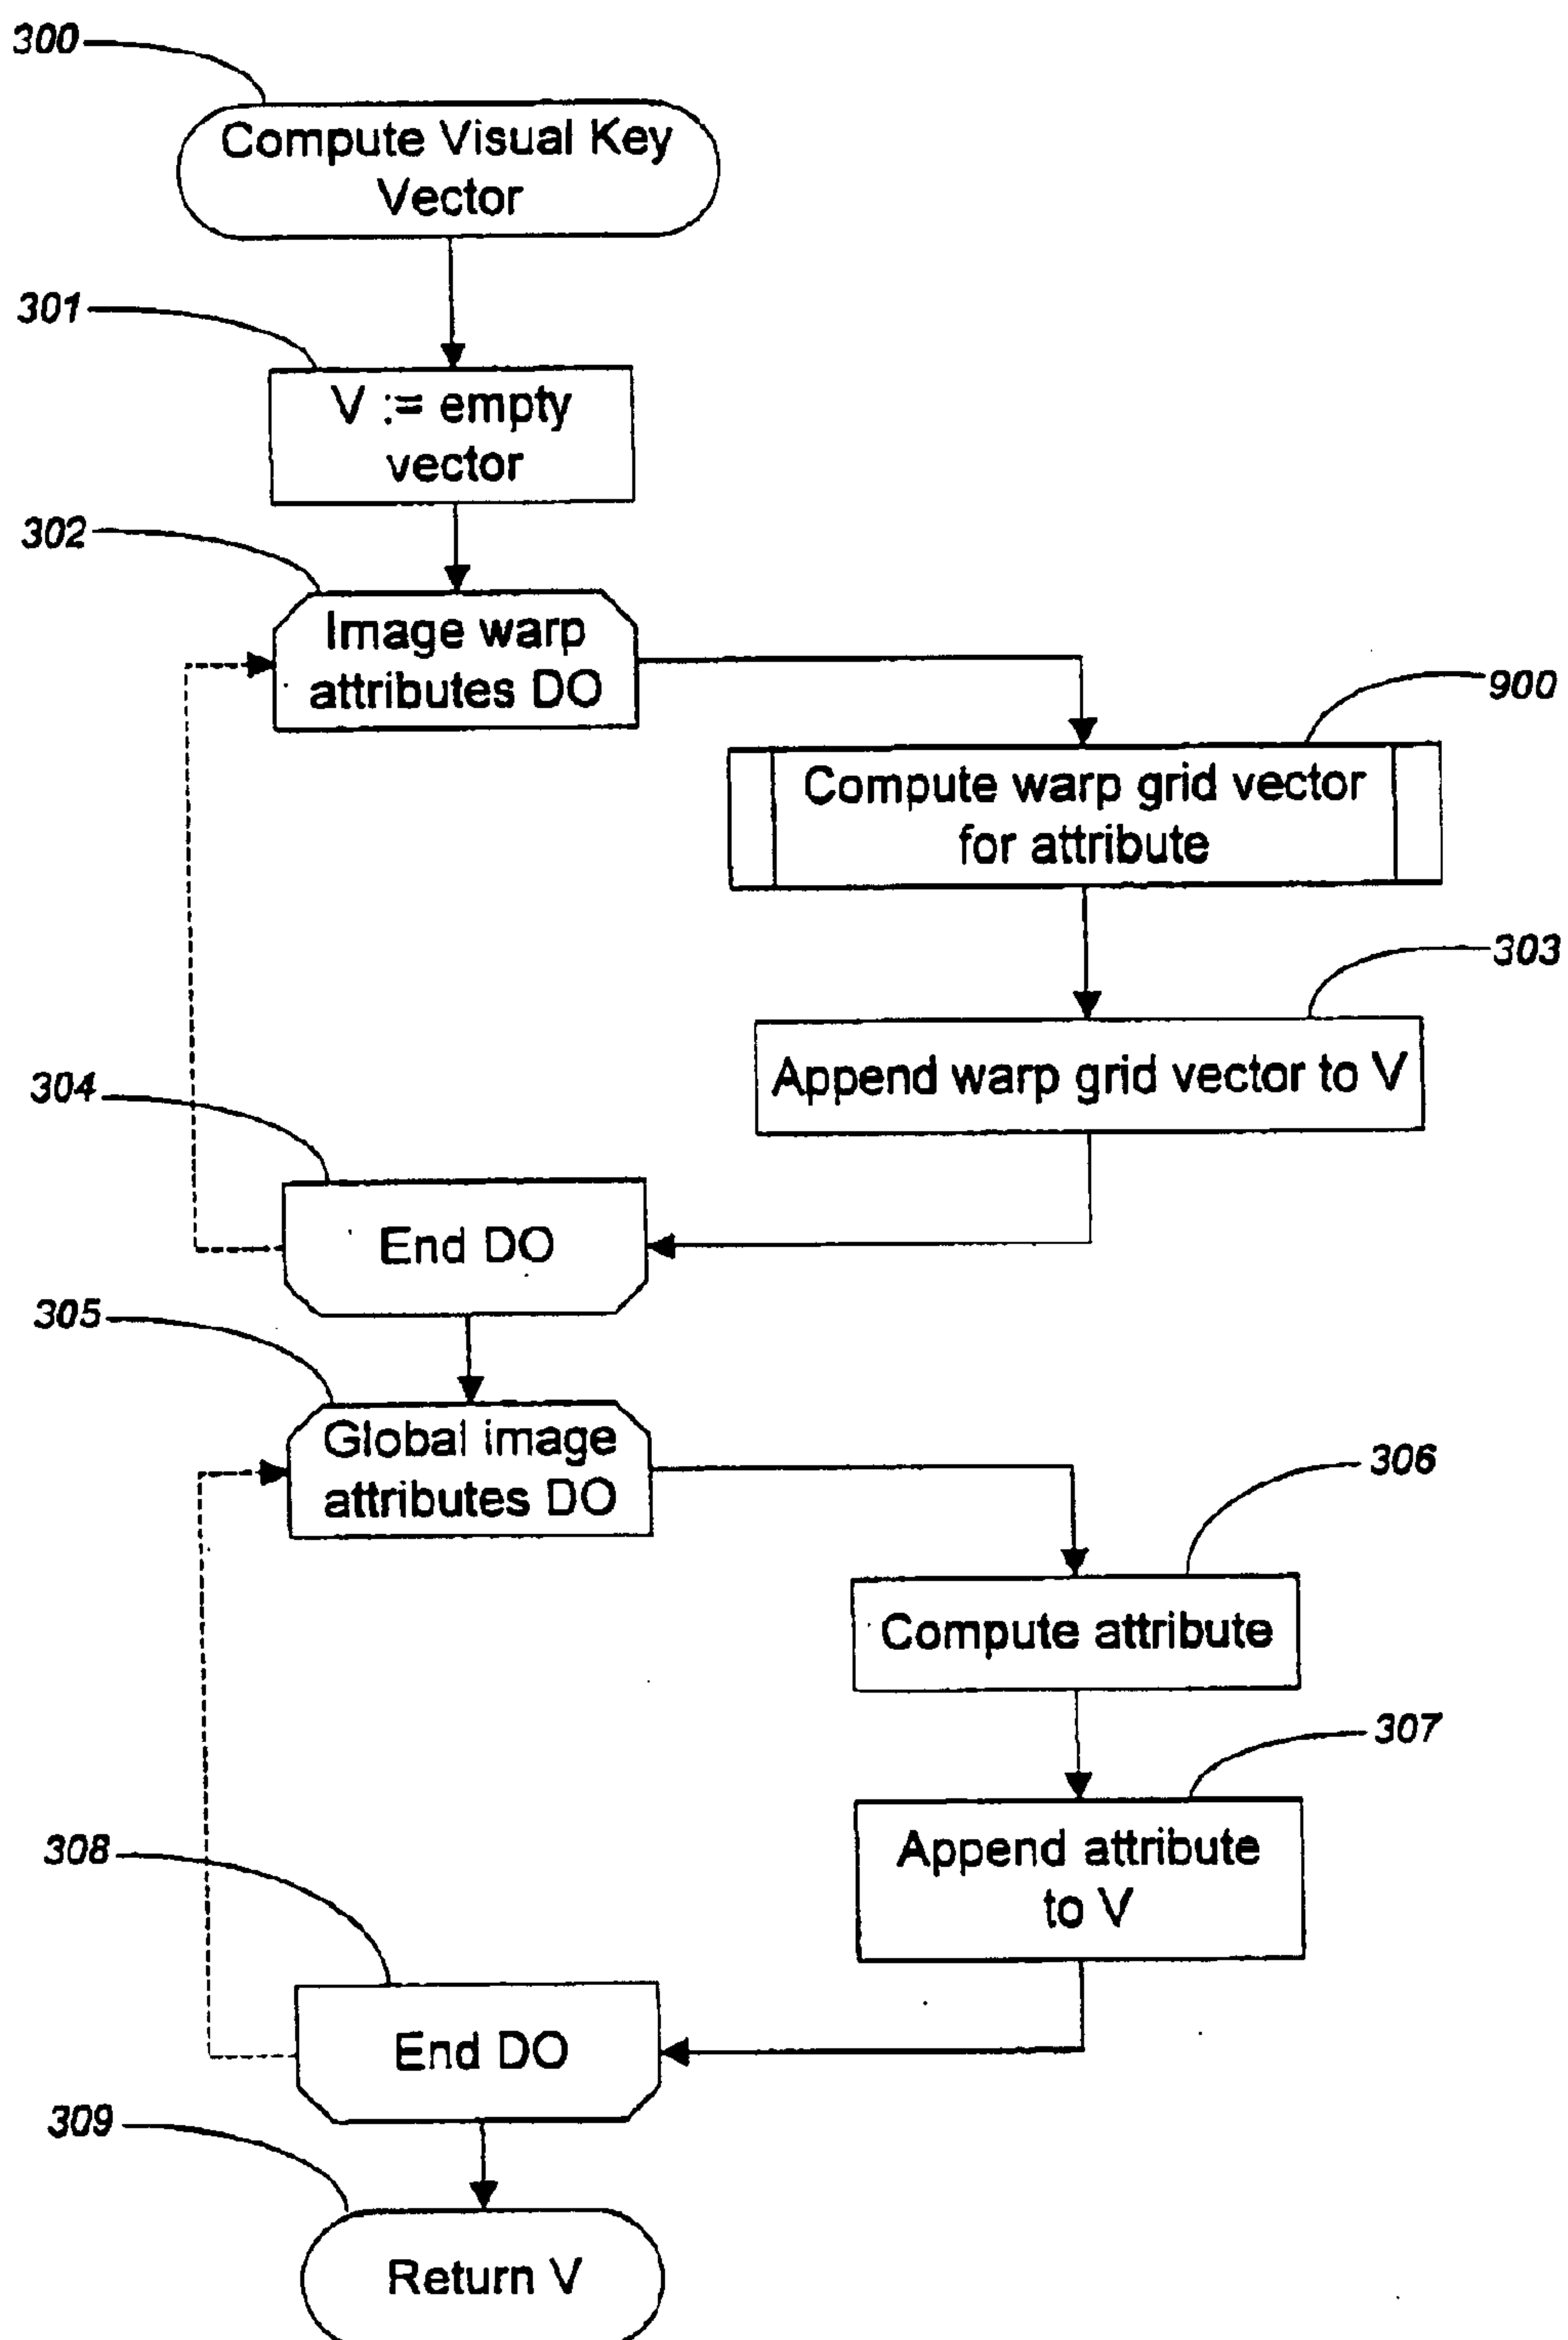 300
Compute Visual Key
Vector
301
V := empty
vector
302
Image warp
attributes DO
900
Compute warp grid vector
for attribute
303
Append warp grid vector to V
304
End DO
305
Global image
attributes DO
306
Compute attribute
307
Append attribute
to V
308
End DO
309
Return V